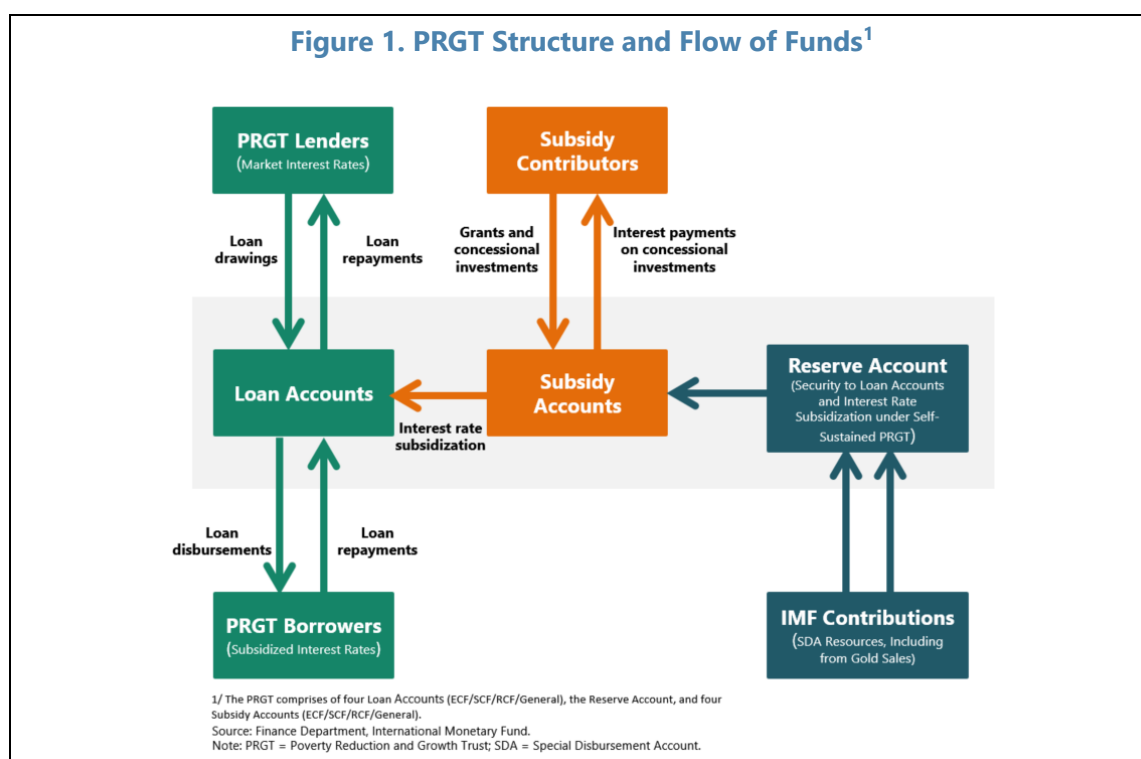 Figure 1. PRGT Structure and Flow of Funds1
PRGT Lenders
(Market Interest Rates)
Subsidy
Contributors
Loan
drawings
Loan
repayments
Grants and
concessional
investments
Interest payments
on concessional
investments
Loan Accounts
Interest rate
subsidization
Subsidy
Accounts
Reserve Account
(Security to Loan Accounts
and Interest Rate
Subsidization under Self-
Sustained PRGT)
Loan
disbursements
Loan
repayments
PRGT Borrowers
(Subsidized Interest Rates)
IMF Contributions
(SDA Resources, Including
from Gold Sales)
1/ The PRGT comprises of four Loan Accounts (ECF/SCF/RCF/General), the Reserve Account, and four
Subsidy Accounts (ECF/SCF/RCF/General).
Source: Finance Department, International Monetary Fund.
Note: PRGT = Poverty Reduction and Growth Trust; SDA = Special Disbursement Account.